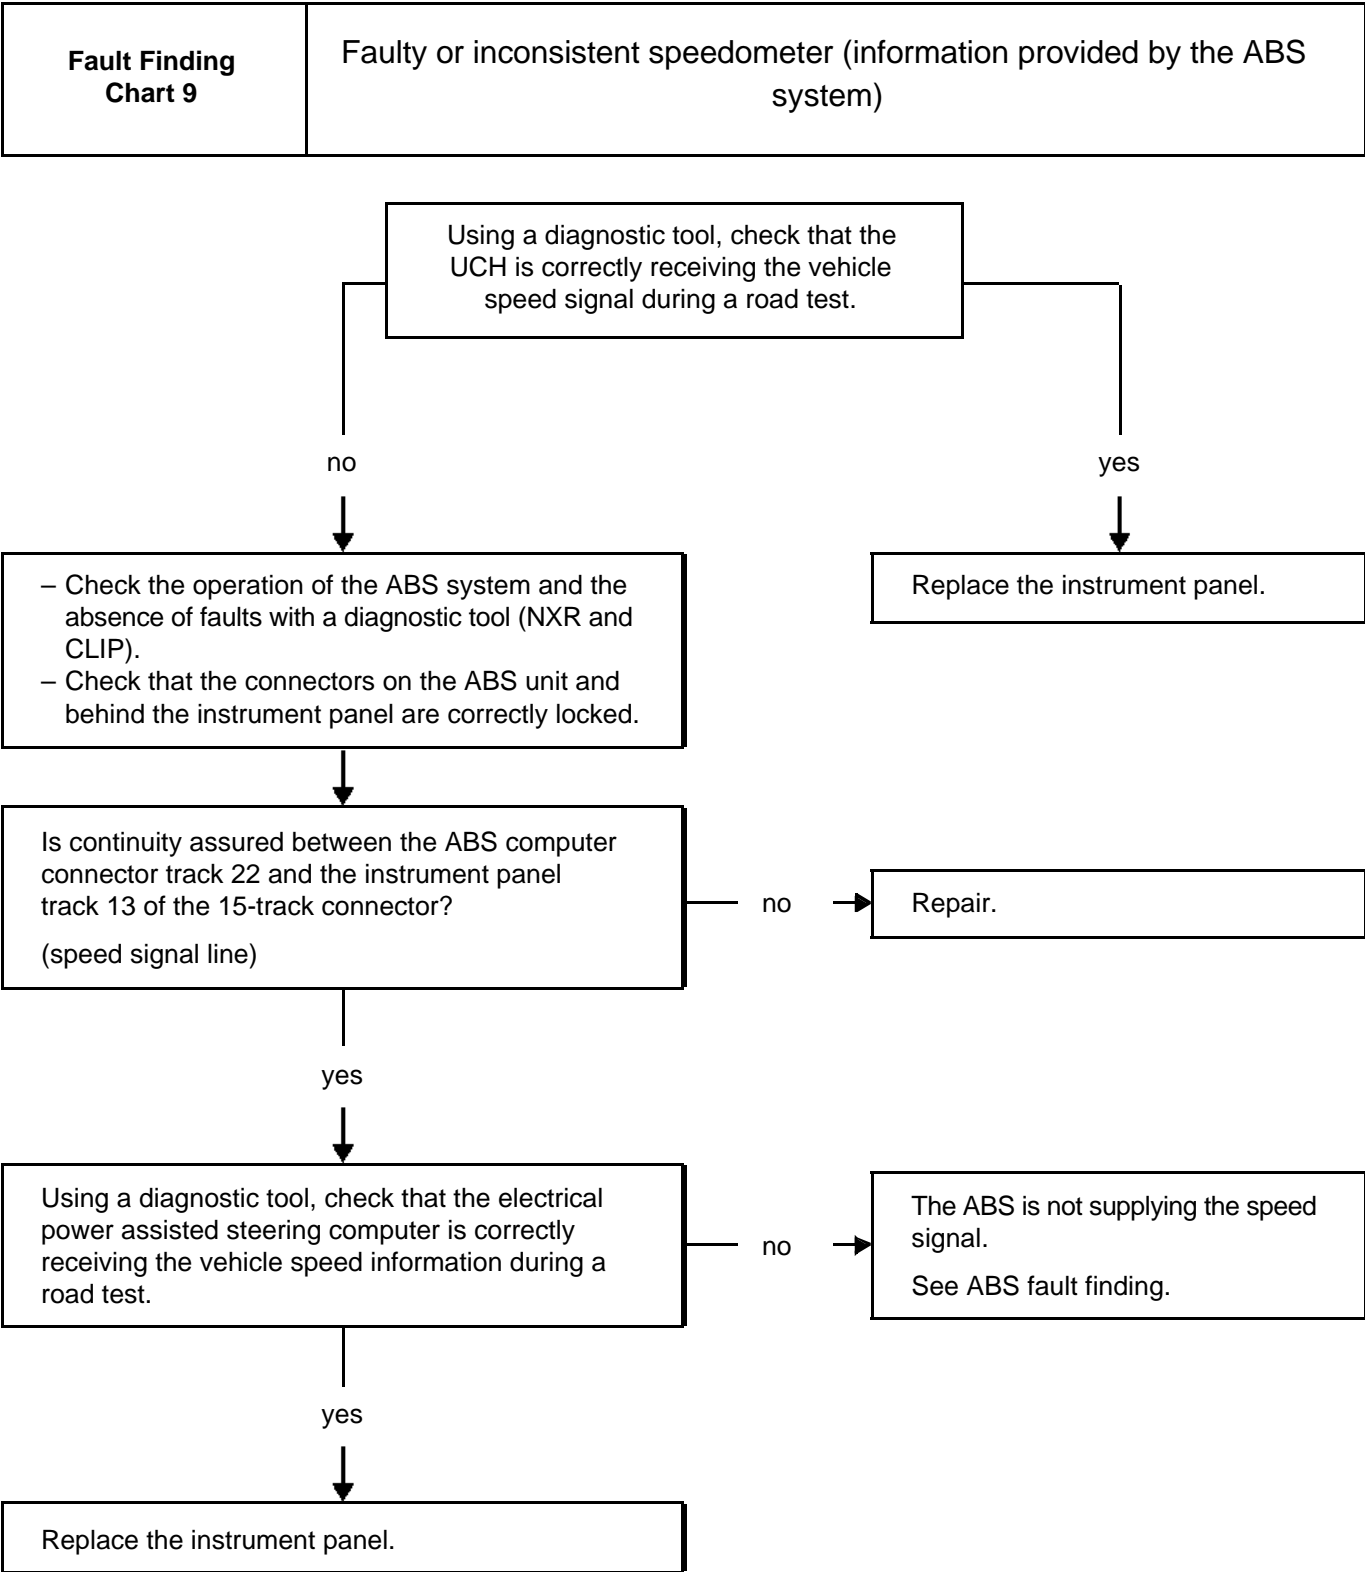 Fault Finding
Chart 9
Faulty or inconsistent speedometer (information provided by the ABS
system)
Using a diagnostic tool, check that the
UCH is correctly receiving the vehicle
speed signal during a road test.
no
yes
– Check the operation of the ABS system and the
absence of faults with a diagnostic tool (NXR and
CLIP).
– Check that the connectors on the ABS unit and
behind the instrument panel are correctly locked.
Replace the instrument panel.
Is continuity assured between the ABS computer
connector track 22 and the instrument panel
track 13 of the 15-track connector?
(speed signal line)
no
Repair.
yes
Using a diagnostic tool, check that the electrical
power assisted steering computer is correctly
receiving the vehicle speed information during a
road test.
no
The ABS is not supplying the speed
signal.
See ABS fault finding.
yes
Replace the instrument panel.